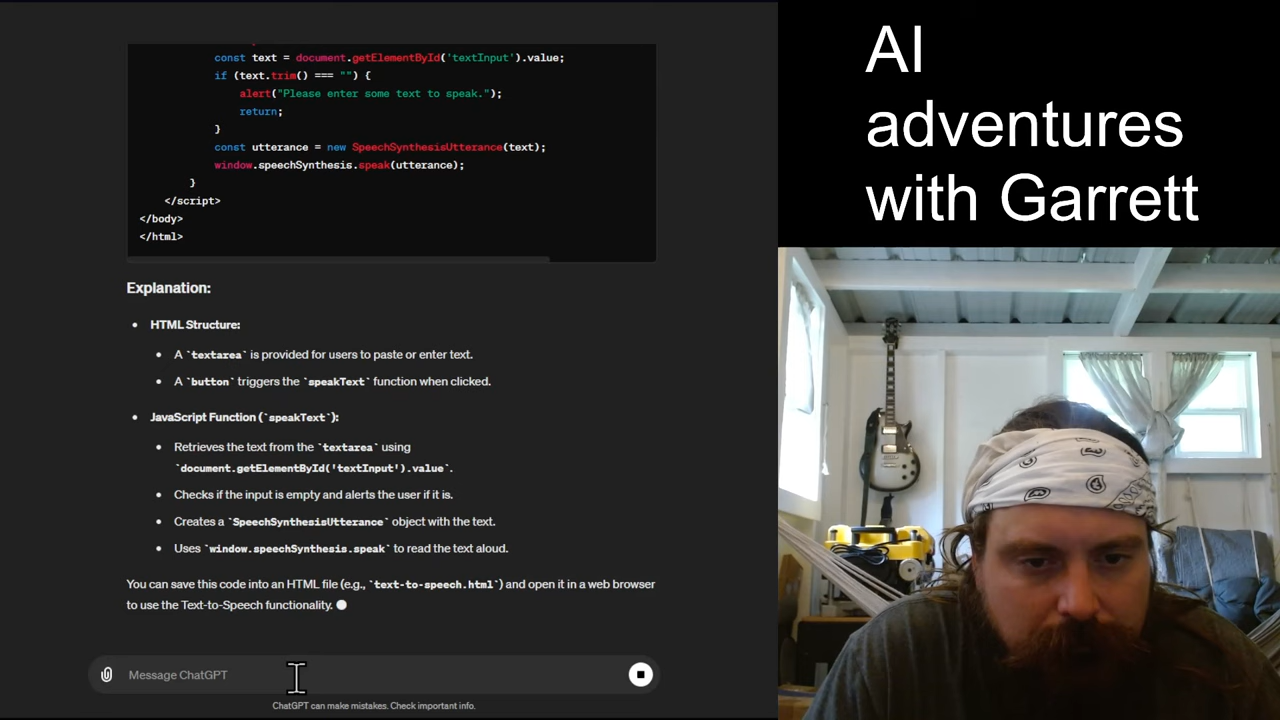 const text = document.getElementById('textInput').value;
if (text.trim() === "") {
alert("Please enter some text to speak.");
return;
}
const utterance = new SpeechSynthesisUtterance(text);
window.speechSynthesis.speak(utterance);
}
</script>
</body>
</html>
Explanation:
• HTML Structure:
• A `textarea` is provided for users to paste or enter text.
• A `button` triggers the `speakText` function when clicked.
• JavaScript Function (`speakText`):
• Retrieves the text from the `textarea` using
`document.getElementById('textInput').value`.
• Checks if the input is empty and alerts the user if it is.
• Creates a `SpeechSynthesisUtterance` object with the text.
• Uses `window.speechSynthesis.speak` to read the text aloud.
You can save this code into an HTML file (e.g., `text-to-speech.html`) and open it in a web browser
to use the Text-to-Speech functionality.
Message ChatGPT
ChatGPT can make mistakes. Check important info.
AI
adventures
with Garrett